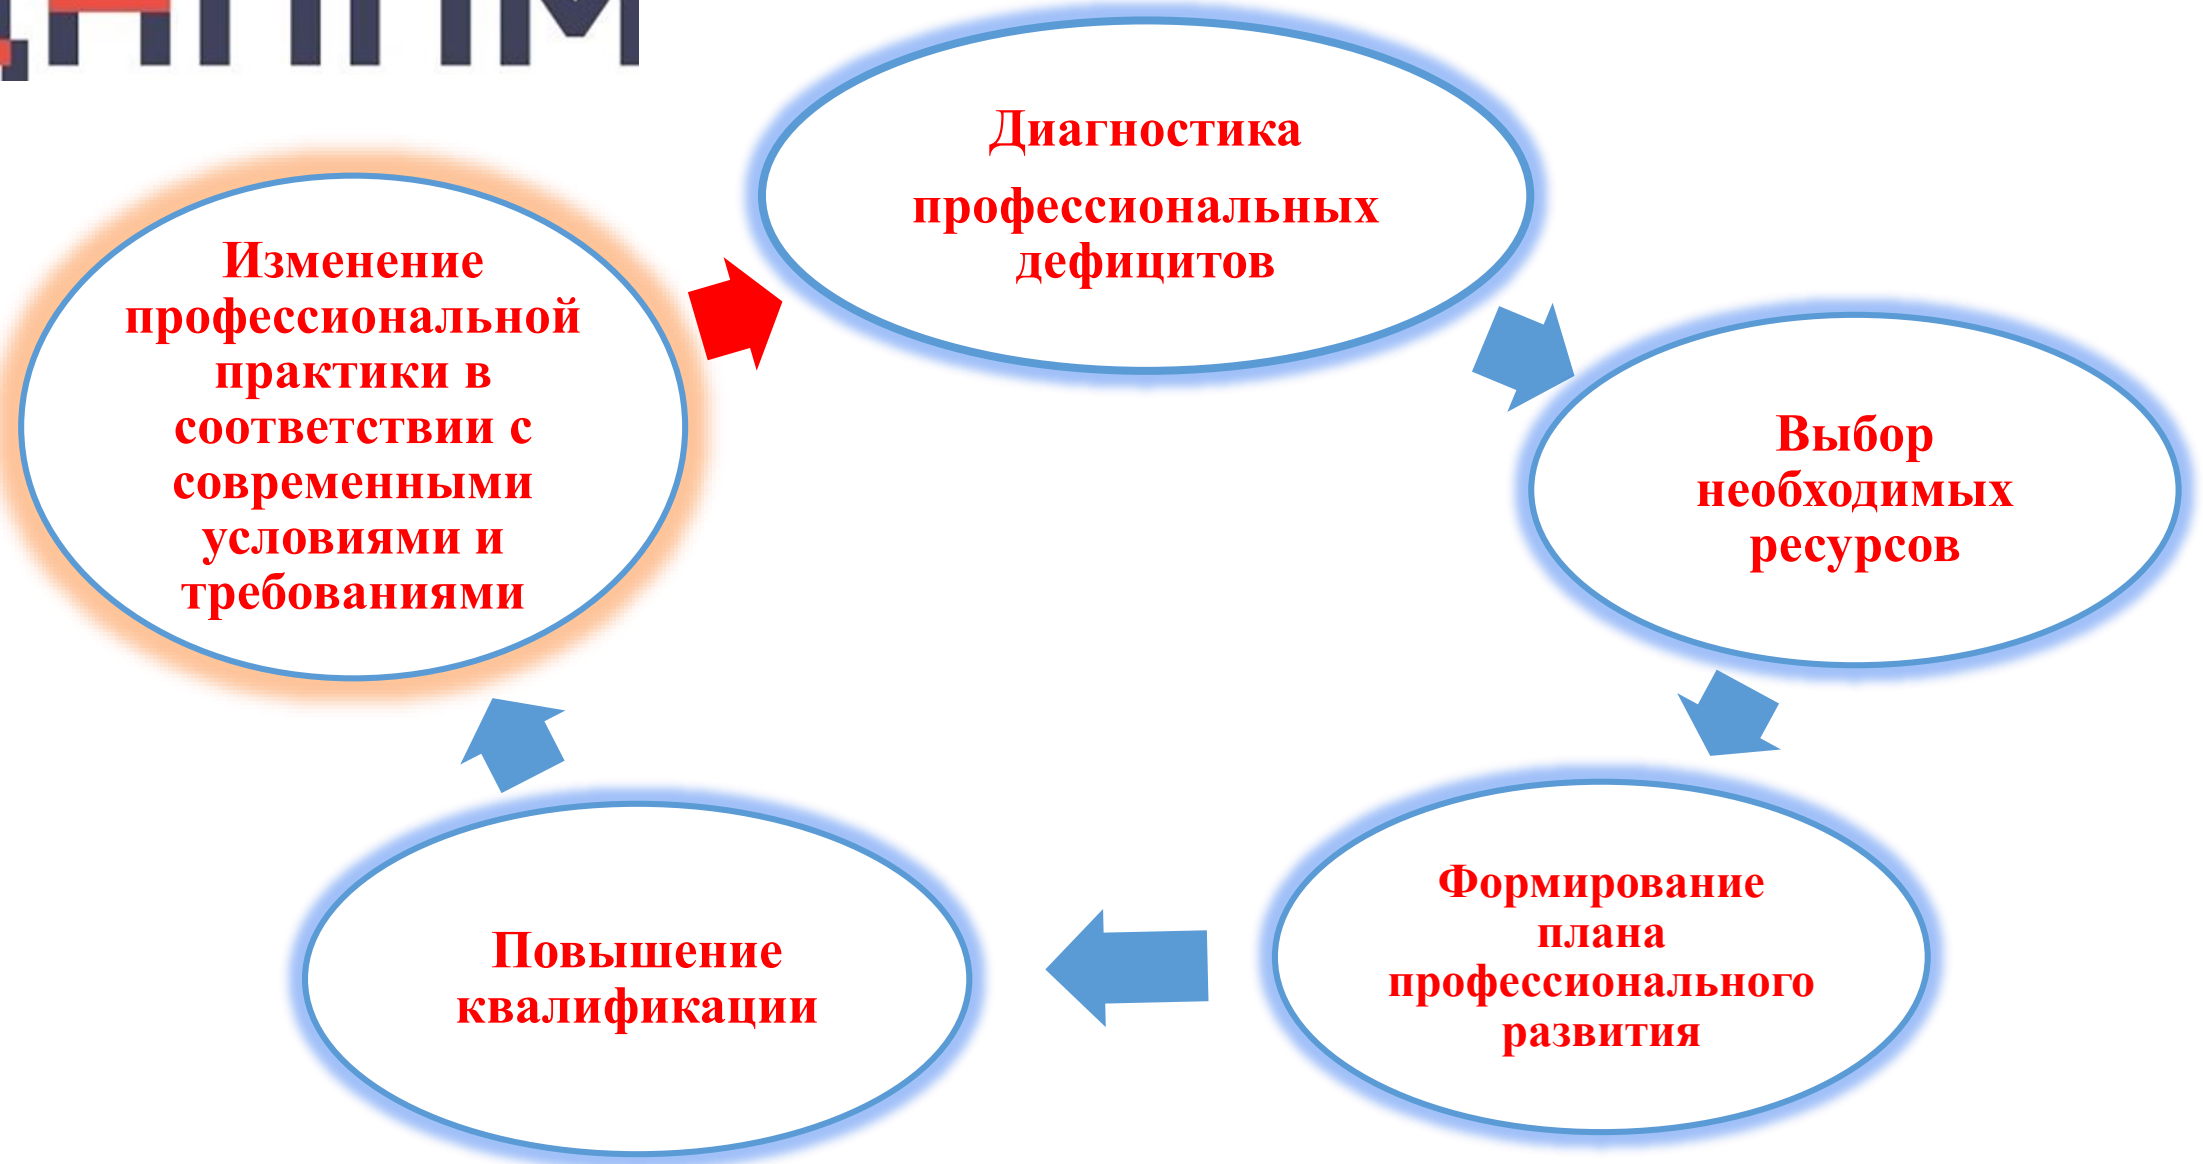 Диагностика
профессиональных
дефицитов
Выбор
необходимых
ресурсов
Формирование
плана
профессионального
развития
Повышение
квалификации
Изменение
профессиональной
практики в
соответствии с
современными
условиями и
требованиями